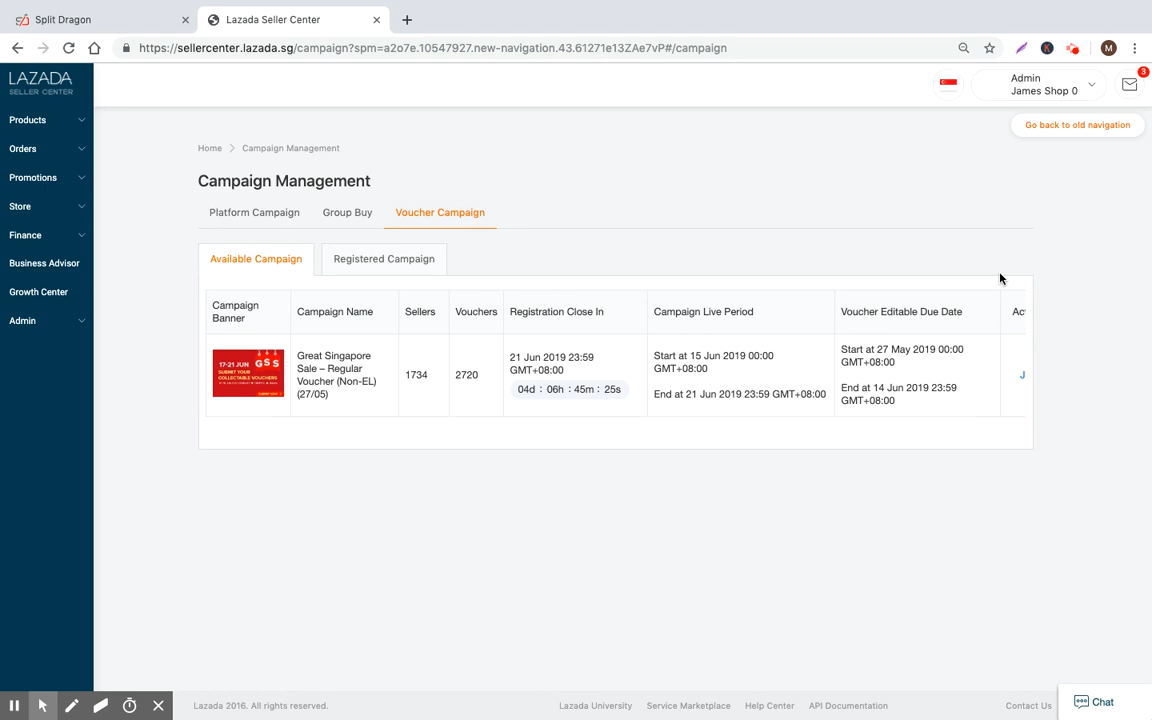 Split Dragon
Lazada Seller Center
https://sellercenter.lazada.sg/campaign?spm=a2o7e.10547927.new-navigation.43.61271e13ZAe7vP#/campaign
K
M
LAZADA
SELLER CENTER
Admin
James Shop 0
3
Go back to old navigation
Products
Orders
Promotions
Store
Finance
Business Advisor
Growth Center
Admin
Home
Campaign Management
Campaign Management
Platform Campaign
Group Buy
Voucher Campaign
Available Campaign
Registered Campaign
Campaign
Banner
Campaign Name
Sellers
Vouchers
Registration Close In
Campaign Live Period
Voucher Editable Due Date
17-21 JUN
GSS
SUBMIT YOUR
COLLECTABLE VOUCHERS
Great Singapore
Sale – Regular
Voucher (Non-EL)
(27/05)
1734
2720
21 Jun 2019 23:59
GMT+08:00
04d : 06h : 45m : 25s
Start at 15 Jun 2019 00:00
GMT+08:00
End at 21 Jun 2019 23:59 GMT+08:00
Start at 27 May 2019 00:00
GMT+08:00
End at 14 Jun 2019 23:59
GMT+08:00
J
Lazada 2016. All rights reserved.
Lazada University
Service Marketplace
Help Center
API Documentation
Contact Us
Chat